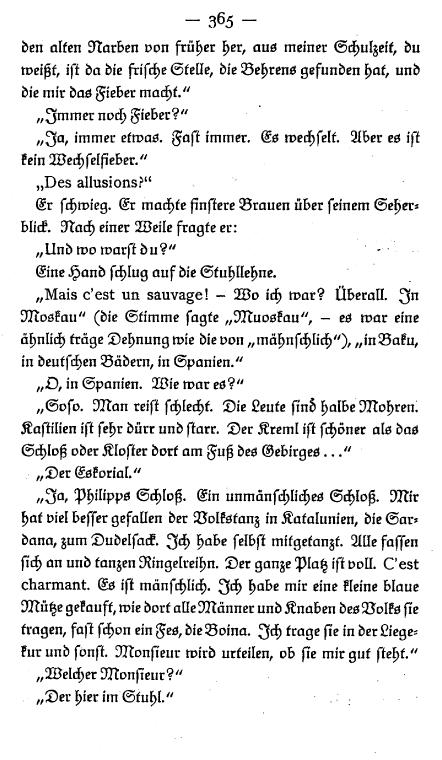 — 365 —
den alten Narben von früher her, aus meiner Schulzeit, du
weißt, ist da die frische Stelle, die Behrens gefunden hat, und
die mir das Fieber macht.“
„Immer noch Fieber?“
„Ja, immer etwas. Fast immer. Es wechselt. Aber es ist
kein Wechselfieber.“
„Des allusions?“
Er schwieg. Er machte finstere Brauen über seinem Seher-
blick. Nach einer Weile fragte er:
„Und wo warst du?“
Eine Hand schlug auf die Stuhllehne.
„Mais c'est un sauvage! – Wo ich war? Überall. In
Moskau“ (die Stimme sagte „Muoskau“, – es war eine
ähnlich träge Dehnung wie die von „mähnschlich“), „in Baku,
in deutschen Bädern, in Spanien.“
„O, in Spanien. Wie war es?“
„Soso. Man reist schlecht. Die Leute sind halbe Mohren.
Kastilien ist sehr dürr und starr. Der Kreml ist schöner als das
Schloß oder Kloster dort am Fuß des Gebirges ...“
„Der Eskorial.“
„Ja, Philipps Schloß. Ein unmänschliches Schloß. Mir
hat viel besser gefallen der Volkstanz in Katalunien, die Sar-
dana, zum Dudelsack. Ich habe selbst mitgetanzt. Alle fassen
sich an und tanzen Ringelreihn. Der ganze Platz ist voll. C'est
charmant. Es ist mänschlich. Ich habe mir eine kleine blaue
Mütze gekauft, wie dort alle Männer und Knaben des Volks sie
tragen, fast schon ein Fes, die Boina. Ich trage sie in der Liege-
kur und sonst. Monsieur wird urteilen, ob sie mir gut steht.“
„Welcher Monsieur?“
„Der hier im Stuhl.“